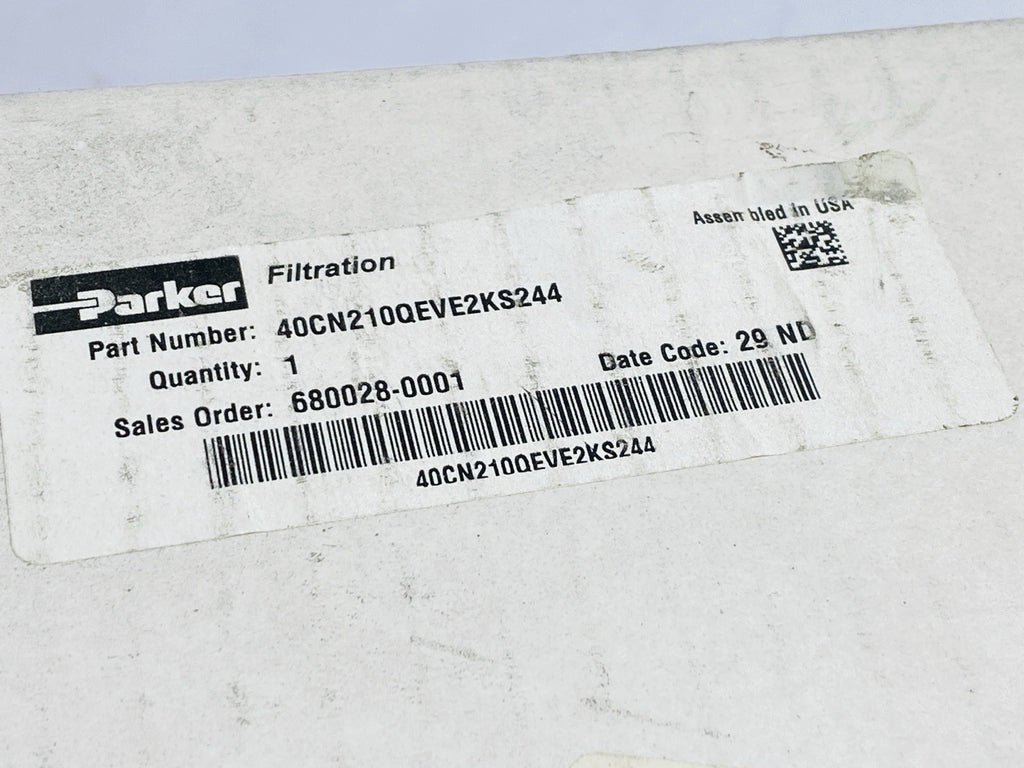 Parker Filtration
Assembled in USA
Part Number: 40CN210QEVE2KS244
Quantity: 1
Sales Order: 680028-0001
Date Code: 29 ND
40CN210QEVE2KS244